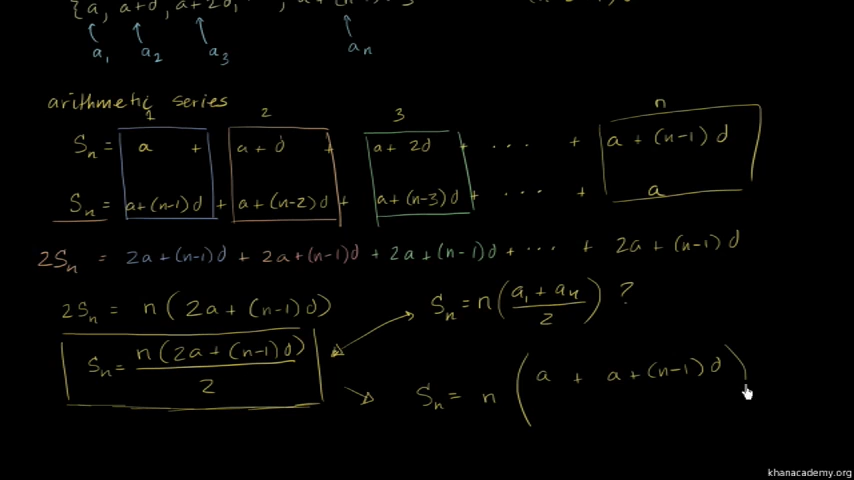 {a, a+d, a+2d,
a₁ a₂ a₃ aₙ
arithmetic series
1 2 3 n
Sₙ = a + a + d + a + 2d + ... + a + (n-1) d
Sₙ = a+(n-1) d + a + (n-2) d + a+(n-3) d + ... + a
2Sₙ = 2a+(n-1) d + 2a+(n-1) d + 2a+(n-1) d + ... + 2a + (n-1) d
2Sₙ = n ( 2a + (n-1) d )
Sₙ = n ( (a₁ + aₙ) / 2 ) ?
Sₙ = n ( 2a + (n-1) d ) / 2
Sₙ = n ( a + a + (n-1) d )
khanacademy.org